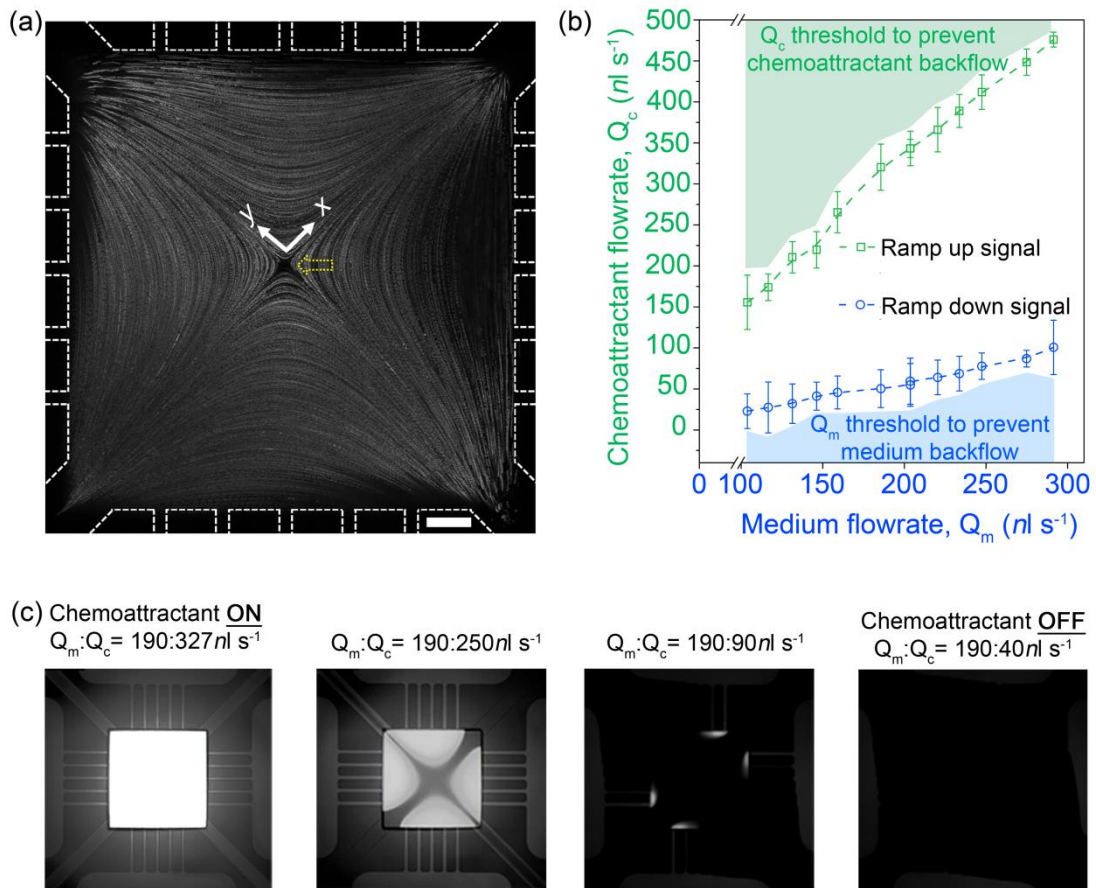 (a)
y
x
(b)
500
450
400
350
300
250
200
150
100
50
0
Chemoattractant flowrate, Q_c (nl s⁻¹)
Q_c threshold to prevent
chemoattractant backflow
Ramp up signal
Ramp down signal
Q_m threshold to prevent
medium backflow
0 100 150 200 250 300
Medium flowrate, Q_m (nl s⁻¹)
(c) Chemoattractant ON
Q_m:Q_c= 190:327nl s⁻¹
Q_m:Q_c= 190:250nl s⁻¹
Q_m:Q_c= 190:90nl s⁻¹
Chemoattractant OFF
Q_m:Q_c= 190:40nl s⁻¹